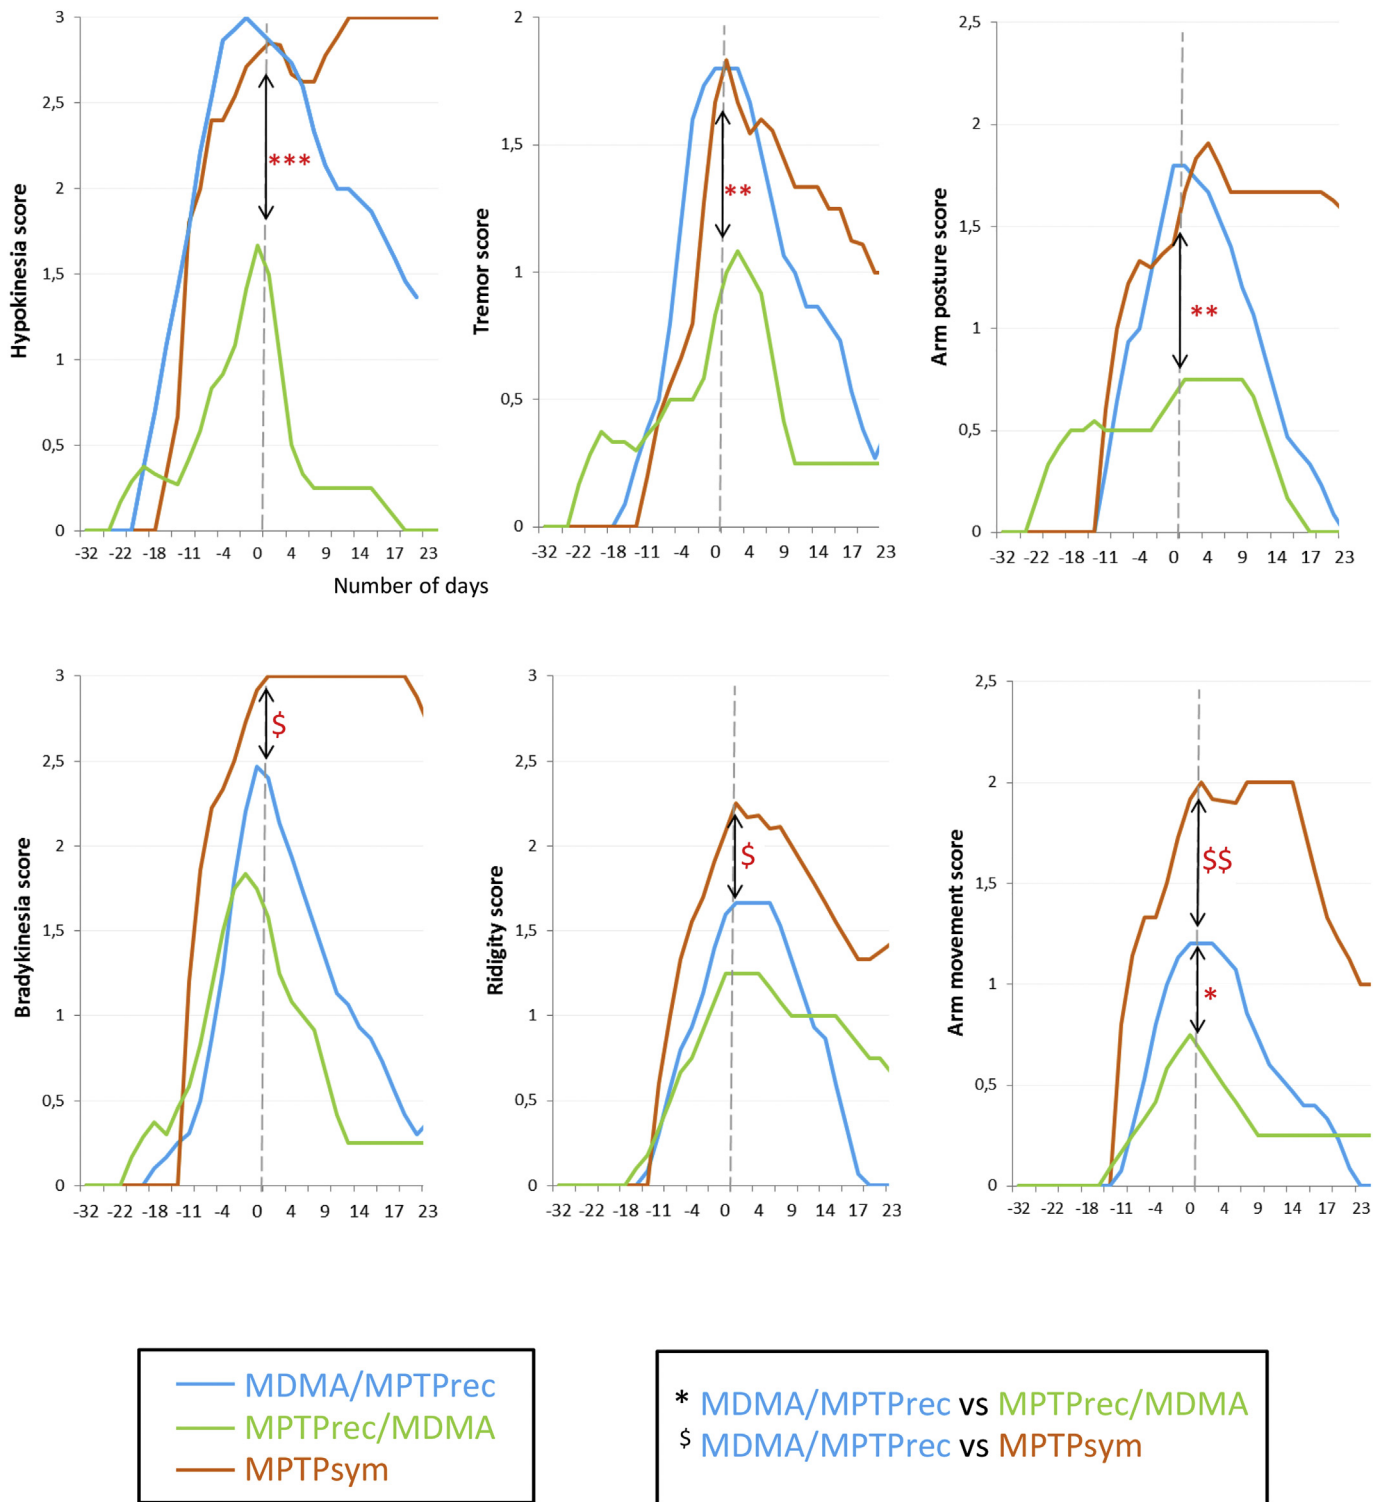 3
2,5
2
1,5
1
0,5
0
Hypokinesia score
***
-32 -22 -18 -11 -4 0 4 9 14 17 23
2
1,5
1
0,5
0
Tremor score
**
-32 -22 -18 -11 -4 0 4 9 14 17 23
2,5
2
1,5
1
0,5
0
Arm posture score
**
-32 -22 -18 -11 -4 0 4 9 14 17 23
Number of days
3
2,5
2
1,5
1
0,5
0
Bradykinesia score
$
-32 -22 -18 -11 -4 0 4 9 14 17 23
3
2,5
2
1,5
1
0,5
0
Ridigity score
$
-32 -22 -18 -11 -4 0 4 9 14 17 23
2,5
2
1,5
1
0,5
0
Arm movement score
$$
*
-32 -22 -18 -11 -4 0 4 9 14 17 23
MDMA/MPTPrec
MPTPrec/MDMA
MPTPsym
* MDMA/MPTPrec vs MPTPrec/MDMA
$ MDMA/MPTPrec vs MPTPsym